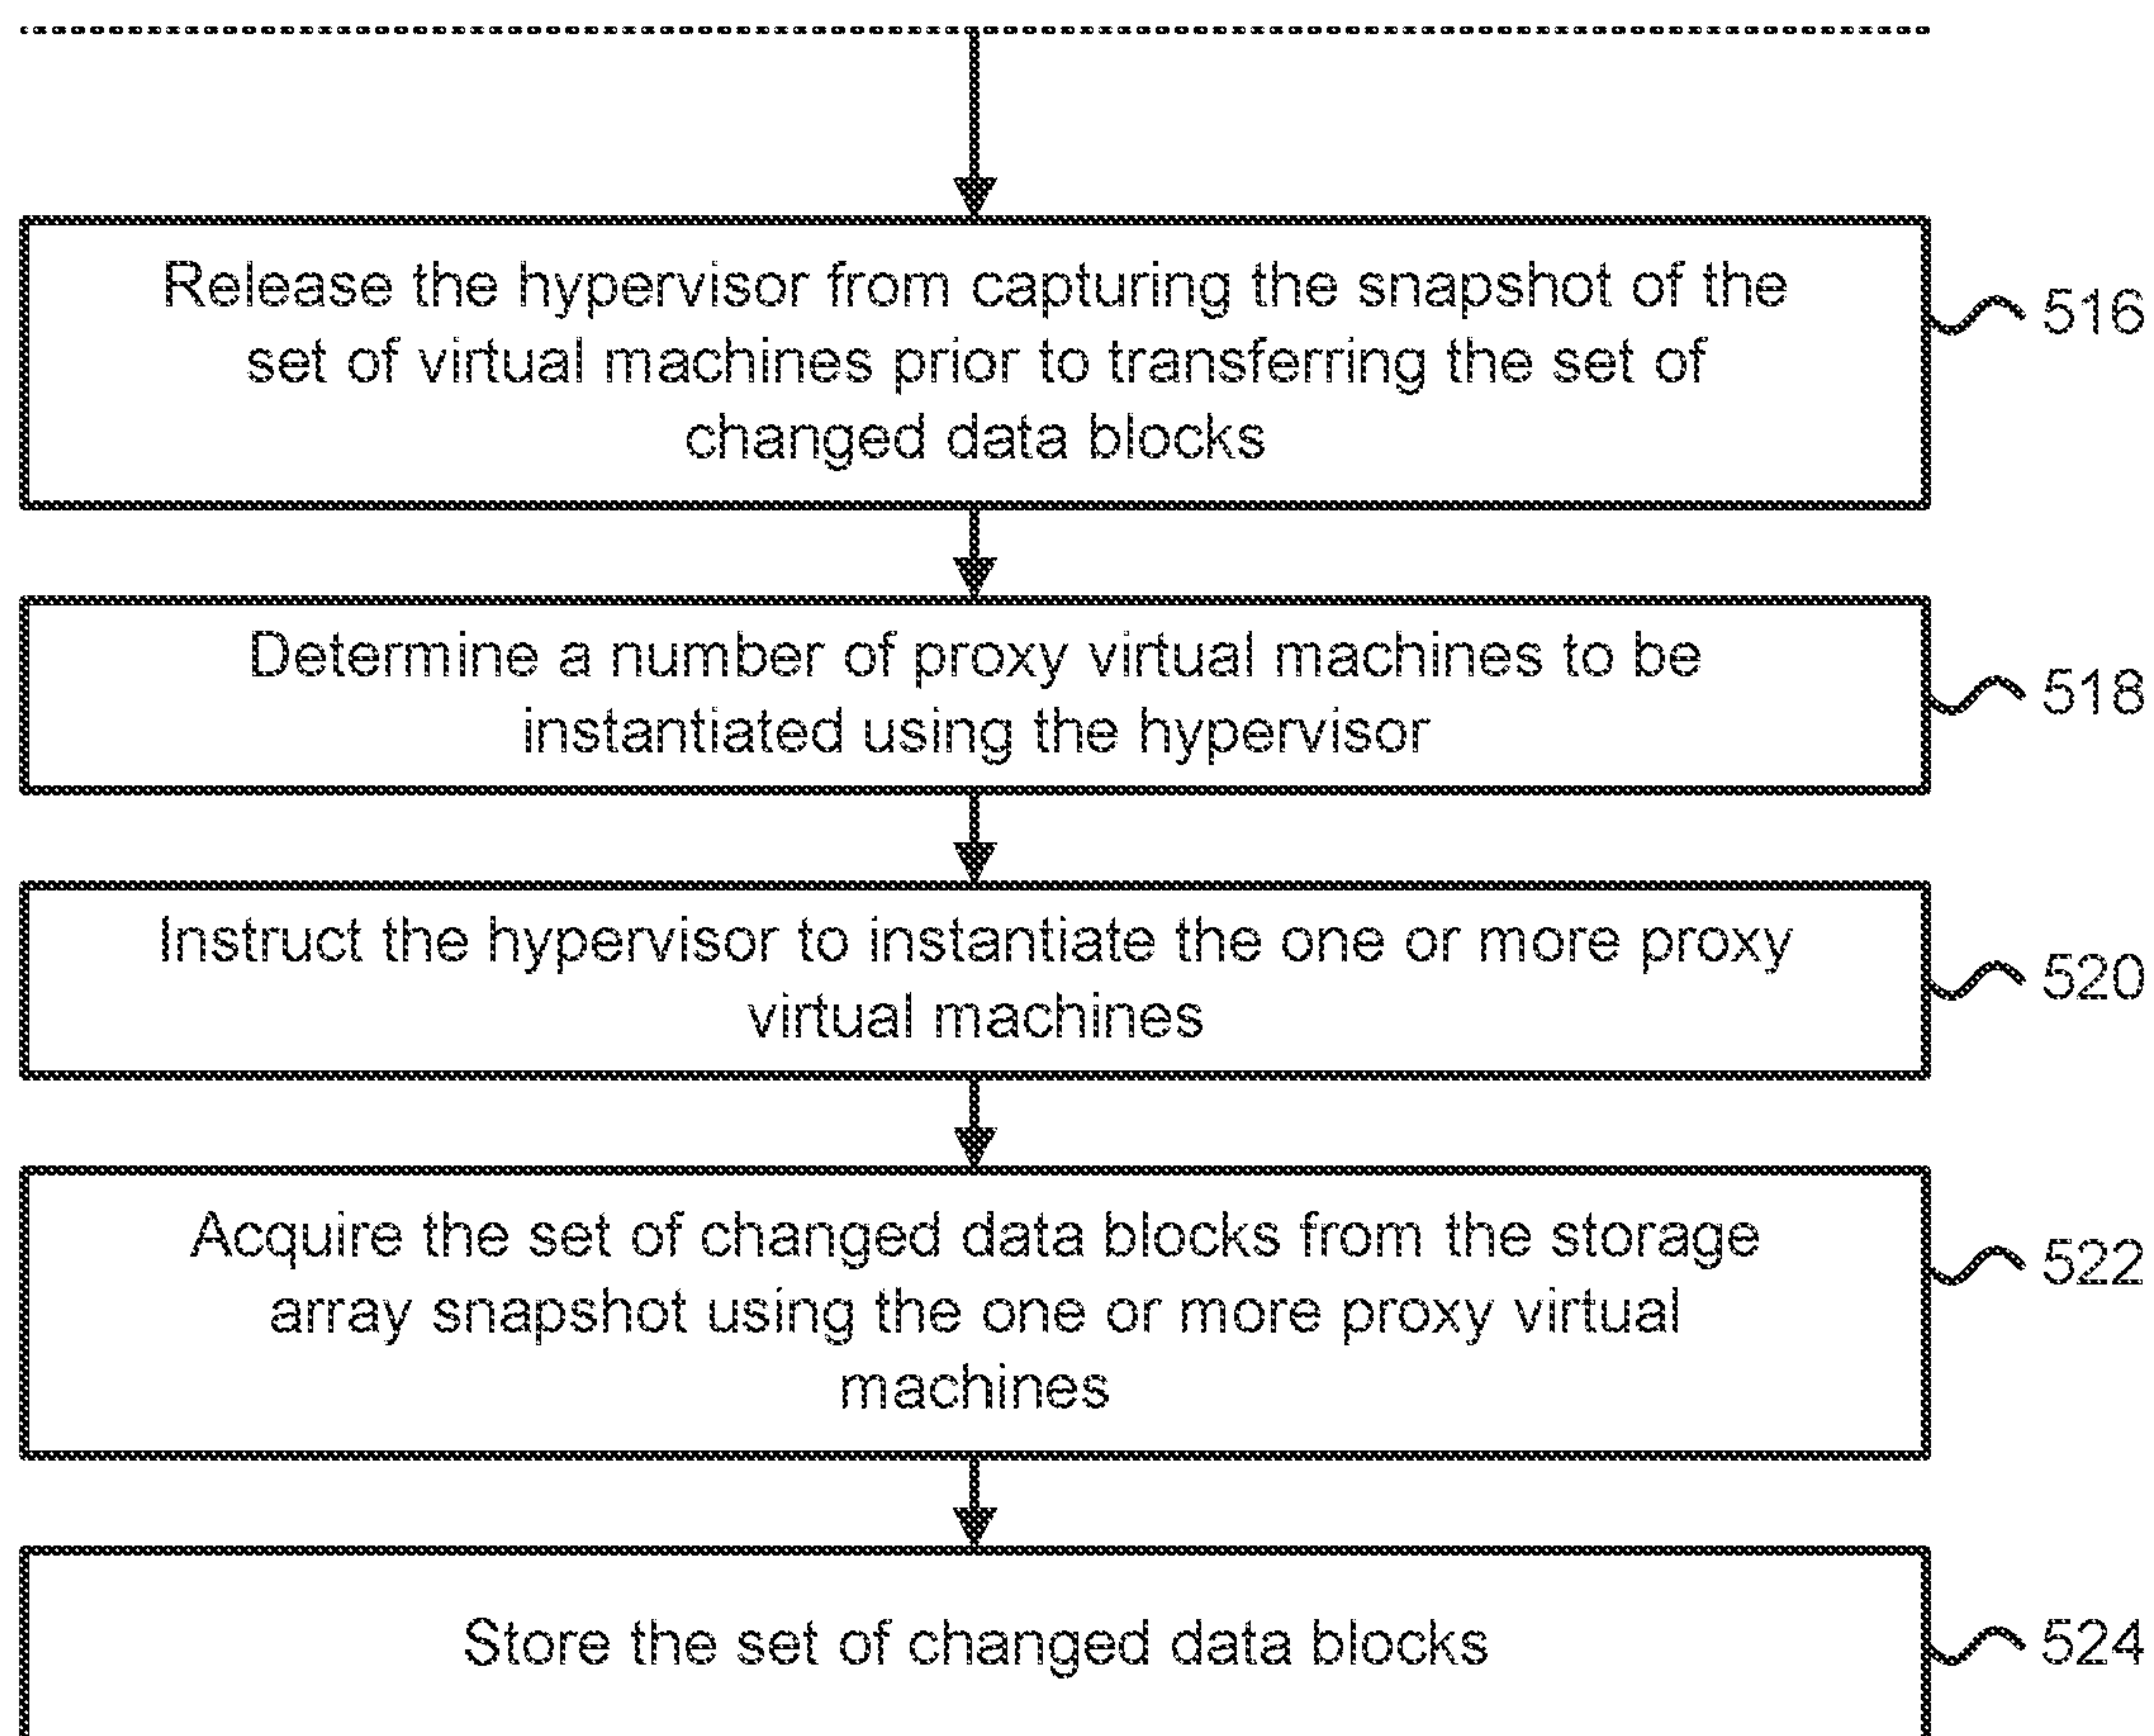 Release the hypervisor from capturing the snapshot of the
set of virtual machines prior to transferring the set of
changed data blocks
516
Determine a number of proxy virtual machines to be
instantiated using the hypervisor
518
Instruct the hypervisor to instantiate the one or more proxy
virtual machines
520
Acquire the set of changed data blocks from the storage
array snapshot using the one or more proxy virtual
machines
522
Store the set of changed data blocks
524